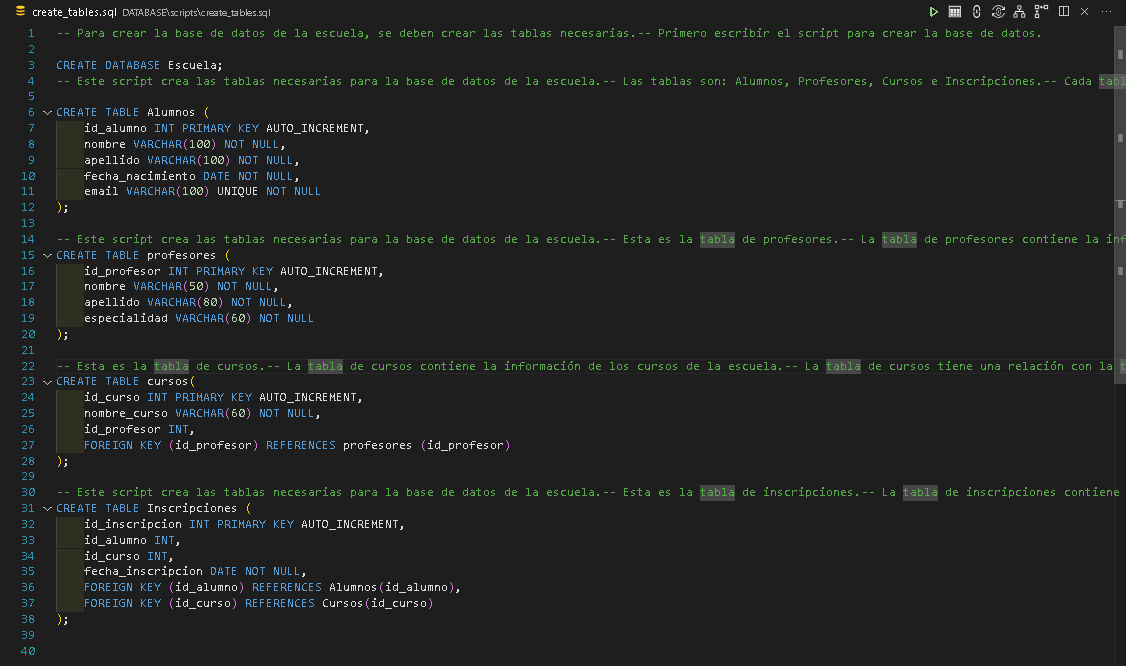 create_tables.sql DATABASE\scripts\create_tables.sql
1 -- Para crear la base de datos de la escuela, se deben crear las tablas necesarias.-- Primero escribir el script para crear la base de datos.
2
3 CREATE DATABASE Escuela;
4 -- Este script crea las tablas necesarias para la base de datos de la escuela.-- Las tablas son: Alumnos, Profesores, Cursos e Inscripciones.-- Cada tabl
5
6 CREATE TABLE Alumnos (
7 id_alumno INT PRIMARY KEY AUTO_INCREMENT,
8 nombre VARCHAR(100) NOT NULL,
9 apellido VARCHAR(100) NOT NULL,
10 fecha_nacimiento DATE NOT NULL,
11 email VARCHAR(100) UNIQUE NOT NULL
12 );
13
14 -- Este script crea las tablas necesarias para la base de datos de la escuela.-- Esta es la tabla de profesores.-- La tabla de profesores contiene la inf
15 CREATE TABLE profesores (
16 id_profesor INT PRIMARY KEY AUTO_INCREMENT,
17 nombre VARCHAR(50) NOT NULL,
18 apellido VARCHAR(80) NOT NULL,
19 especialidad VARCHAR(60) NOT NULL
20 );
21
22 -- Esta es la tabla de cursos.-- La tabla de cursos contiene la información de los cursos de la escuela.-- La tabla de cursos tiene una relación con la t
23 CREATE TABLE cursos(
24 id_curso INT PRIMARY KEY AUTO_INCREMENT,
25 nombre_curso VARCHAR(60) NOT NULL,
26 id_profesor INT,
27 FOREIGN KEY (id_profesor) REFERENCES profesores (id_profesor)
28 );
29
30 -- Este script crea las tablas necesarias para la base de datos de la escuela.-- Esta es la tabla de inscripciones.-- La tabla de inscripciones contiene
31 CREATE TABLE Inscripciones (
32 id_inscripcion INT PRIMARY KEY AUTO_INCREMENT,
33 id_alumno INT,
34 id_curso INT,
35 fecha_inscripcion DATE NOT NULL,
36 FOREIGN KEY (id_alumno) REFERENCES Alumnos(id_alumno),
37 FOREIGN KEY (id_curso) REFERENCES Cursos(id_curso)
38 );
39
40